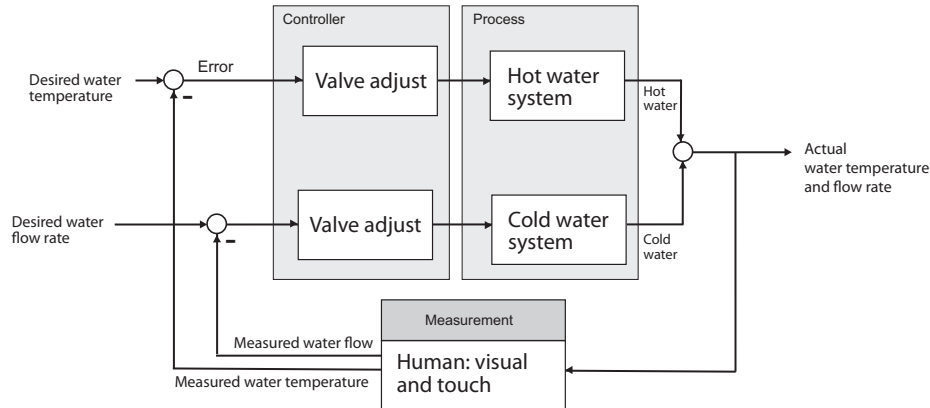 Controller
Process
Desired water
temperature
Error
Valve adjust
Hot water
system
Hot
water
Actual
water temperature
and flow rate
Desired water
flow rate
Valve adjust
Cold water
system
Cold
water
Measurement
Measured water flow
Human: visual
and touch
Measured water temperature